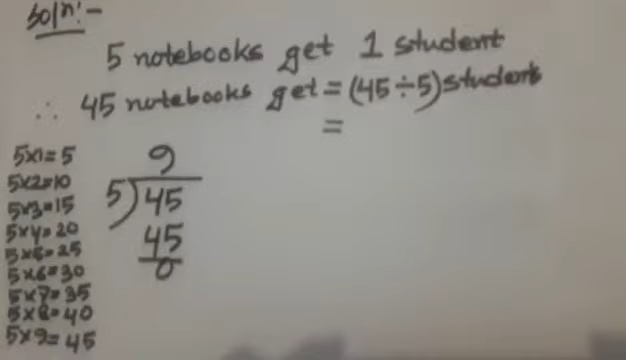 Solⁿ:-
5 notebooks get 1 student
∴ 45 notebooks get = (45÷5) student
=
5x1=5
5x2=10
5x3=15
5x4=20
5x5=25
5x6=30
5x7=35
5x8=40
5x9=45
9
5)45
45
0